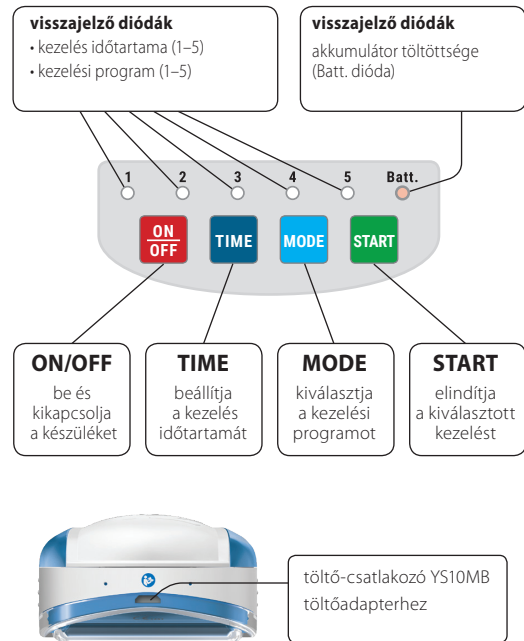 visszajelző diódák
• kezelés időtartama (1–5)
• kezelési program (1–5)
visszajelző diódák
akkumulátor töltöttsége
(Batt. dióda)
1 2 3 4 5 Batt.
ON
OFF
TIME
MODE
START
ON/OFF
be és
kikapcsolja
a készüléket
TIME
beállítja
a kezelés
időtartamát
MODE
kiválasztja
a kezelési
programot
START
elindítja
a kiválasztott
kezelést
töltő-csatlakozó YS10MB
töltőadapterhez